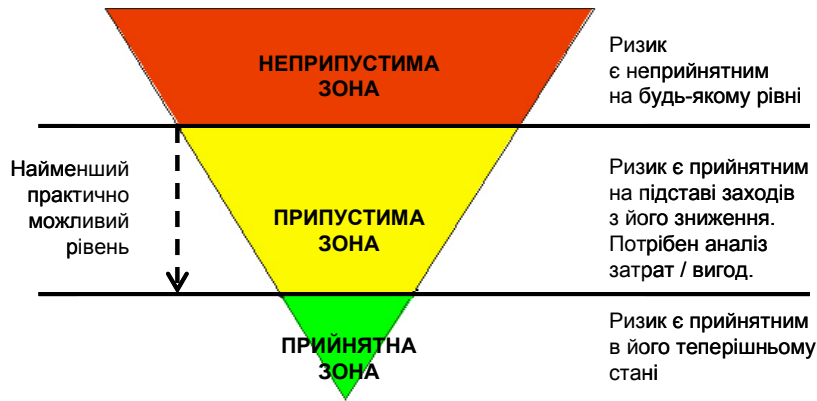 НЕПРИПУСТИМА
ЗОНА
Ризик
є неприйнятним
на будь-якому рівні
Найменший
практично
можливий
рівень
ПРИПУСТИМА
ЗОНА
Ризик є прийнятним
на підставі заходів
з його зниження.
Потрібен аналіз
затрат / вигод.
ПРИЙНЯТНА
ЗОНА
Ризик є прийнятним
в його теперішньому
стані